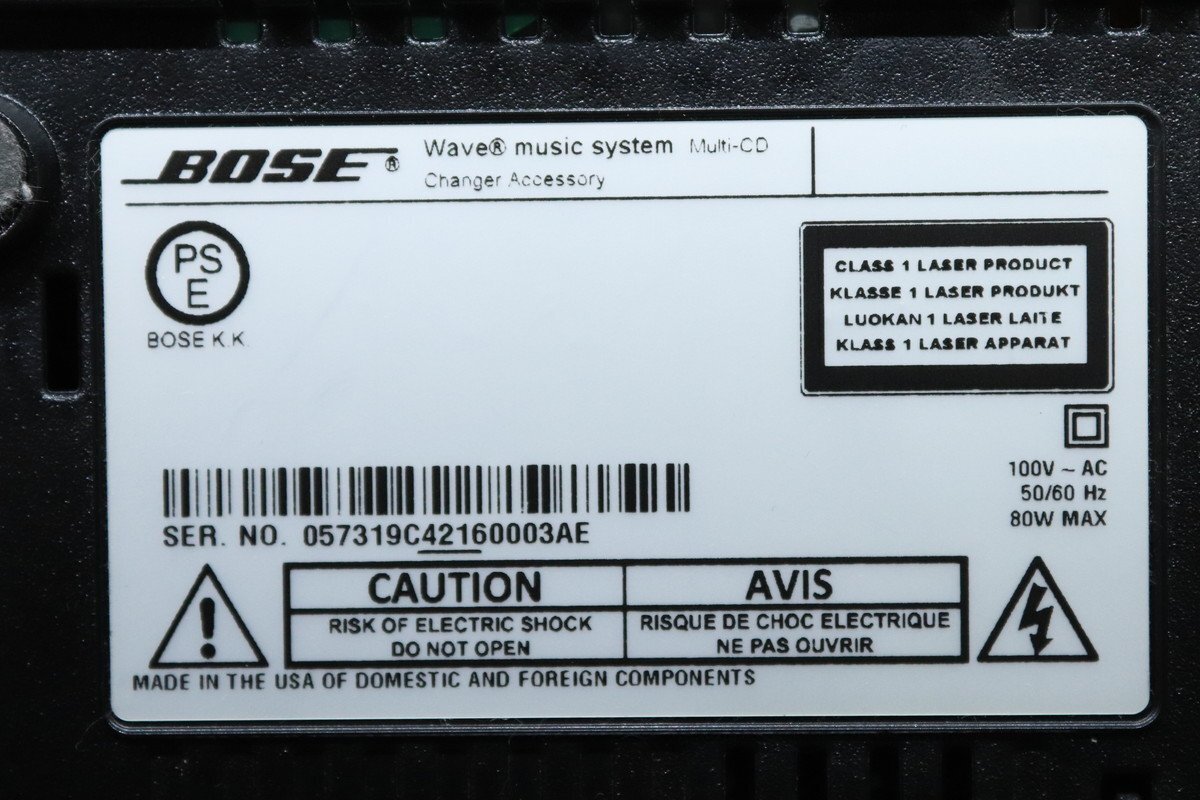 BOSE® Wave® music system Multi-CD
Changer Accessory
PS
E
BOSE K.K.
CLASS 1 LASER PRODUCT
KLASSE 1 LASER PRODUKT
LUOKAN 1 LASER LAITE
KLASS 1 LASER APPARAT
100V ~ AC
50/60 Hz
80W MAX
SER. NO. 057319C42160003AE
CAUTION
RISK OF ELECTRIC SHOCK
DO NOT OPEN
AVIS
RISQUE DE CHOC ELECTRIQUE
NE PAS OUVRIR
MADE IN THE USA OF DOMESTIC AND FOREIGN COMPONENTS